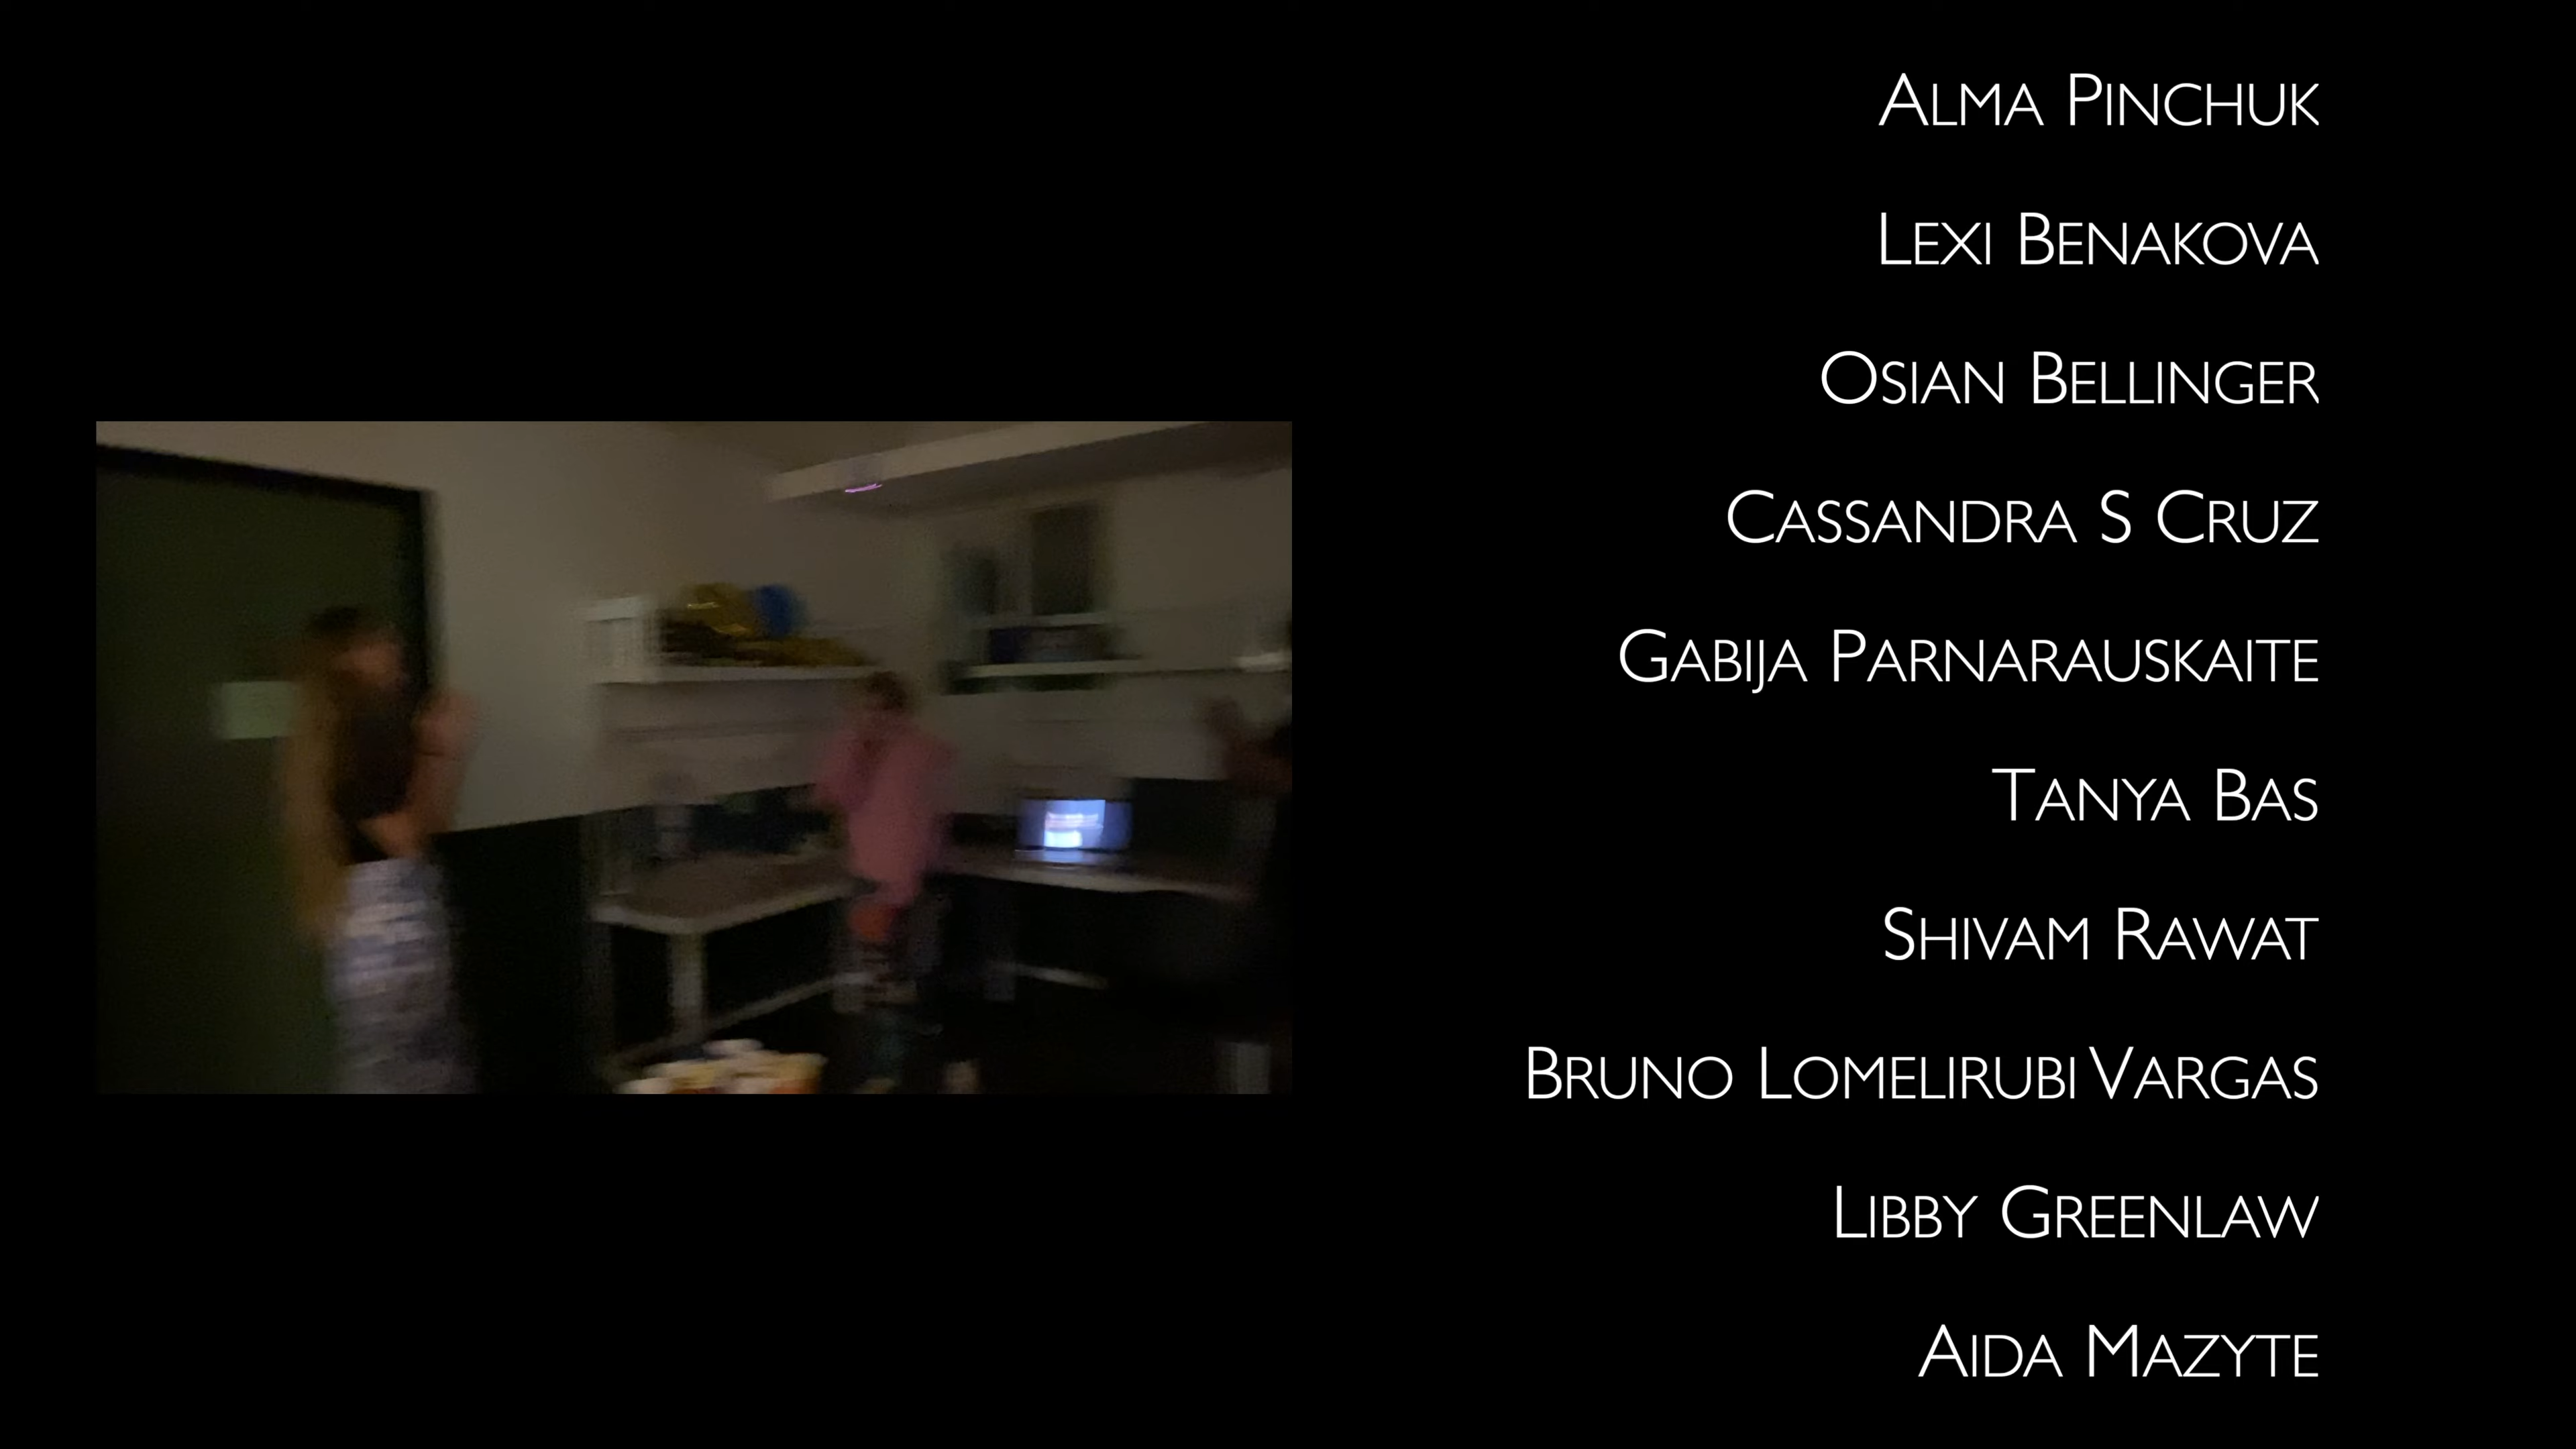 Alma Pinchuk
Lexi Benakova
Osian Bellinger
Cassandra S Cruz
Gabija Parnarauskaite
Tanya Bas
Shivam Rawat
Bruno Lomelirubi Vargas
Libby Greenlaw
Aida Mazyte